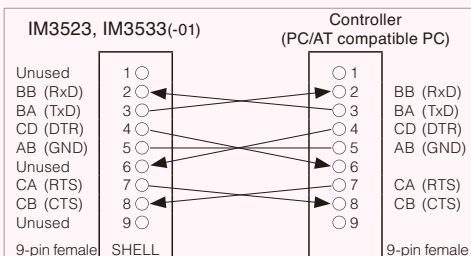 IM3523, IM3533(-01)
Controller
(PC/AT compatible PC)
Unused 1 1
BB (RxD) 2 2 BB (RxD)
BA (TxD) 3 3 BA (TxD)
CD (DTR) 4 4 CD (DTR)
AB (GND) 5 5 AB (GND)
Unused 6 6
CA (RTS) 7 7 CA (RTS)
CB (CTS) 8 8 CB (CTS)
Unused 9 9
9-pin female SHELL 9-pin female